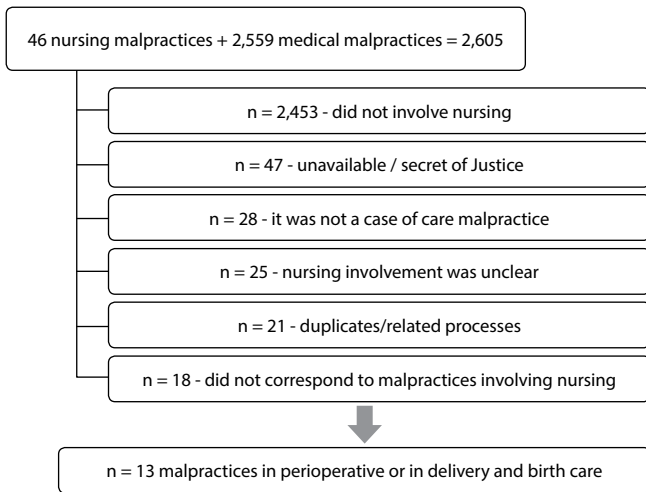 46 nursing malpractices + 2,559 medical malpractices = 2,605
n = 2,453 - did not involve nursing
n = 47 - unavailable / secret of Justice
n = 28 - it was not a case of care malpractice
n = 25 - nursing involvement was unclear
n = 21 - duplicates/related processes
n = 18 - did not correspond to malpractices involving nursing
n = 13 malpractices in perioperative or in delivery and birth care